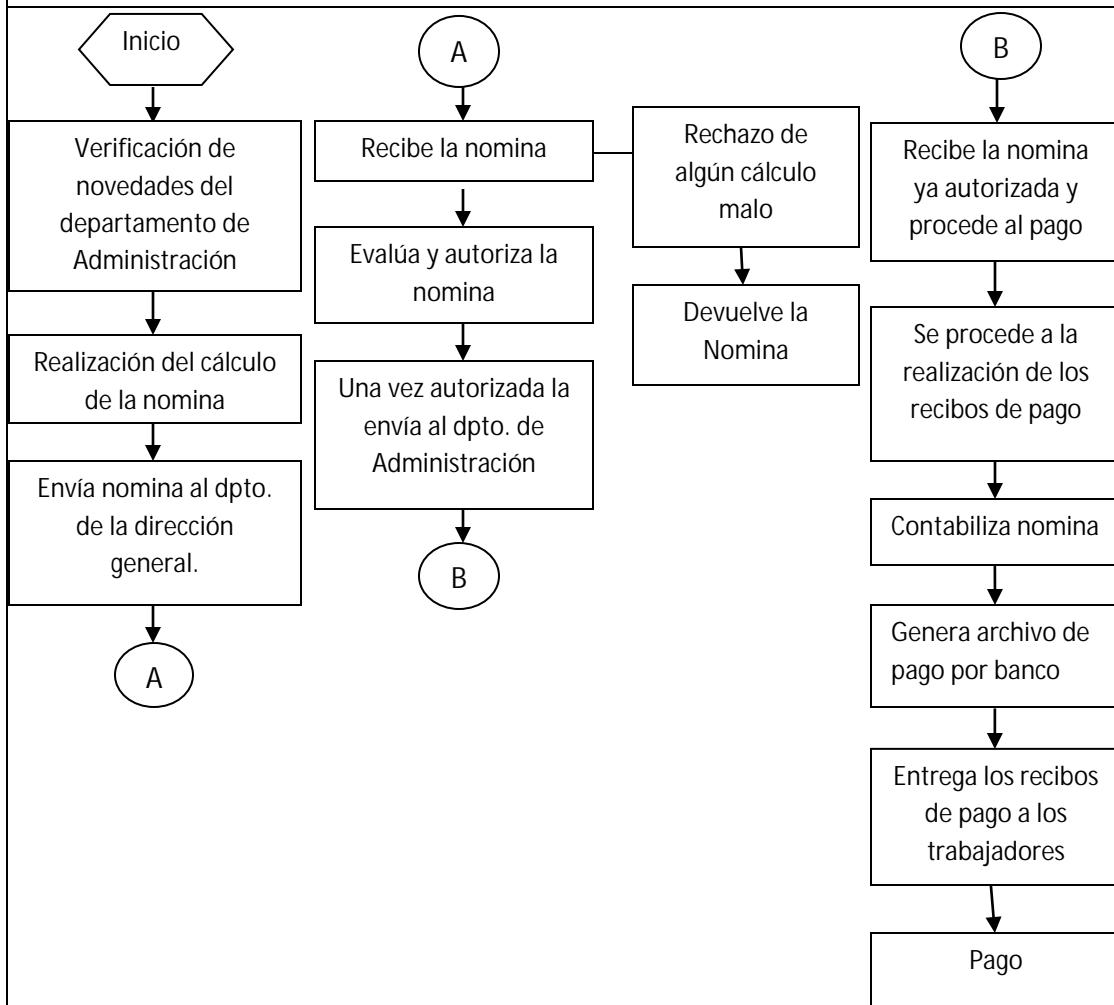 Inicio
Verificación de
novedades del
departamento de
Administración
Realización del cálculo
de la nomina
Envía nomina al dpto.
de la dirección
general.
A
A
Recibe la nomina
Evalúa y autoriza la
nomina
Una vez autorizada la
envía al dpto. de
Administración
B
Rechazo de
algún cálculo
malo
Devuelve la
Nomina
B
Recibe la nomina
ya autorizada y
procede al pago
Se procede a la
realización de los
recibos de pago
Contabiliza nomina
Genera archivo de
pago por banco
Entrega los recibos
de pago a los
trabajadores
Pago